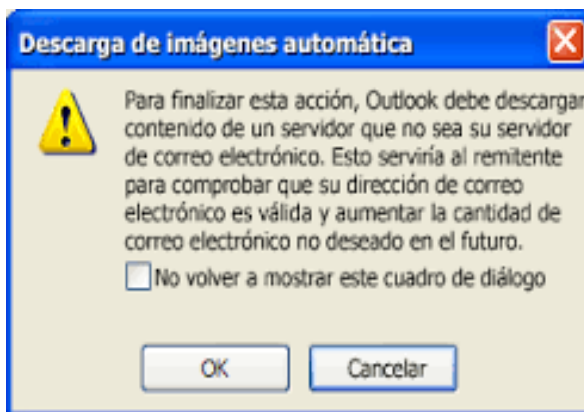 Descarga de imágenes automática
Para finalizar esta acción, Outlook debe descargar
contenido de un servidor que no sea su servidor
de correo electrónico. Esto serviría al remitente
para comprobar que su dirección de correo
electrónico es válida y aumentar la cantidad de
correo electrónico no deseado en el futuro.
No volver a mostrar este cuadro de diálogo
OK
Cancelar